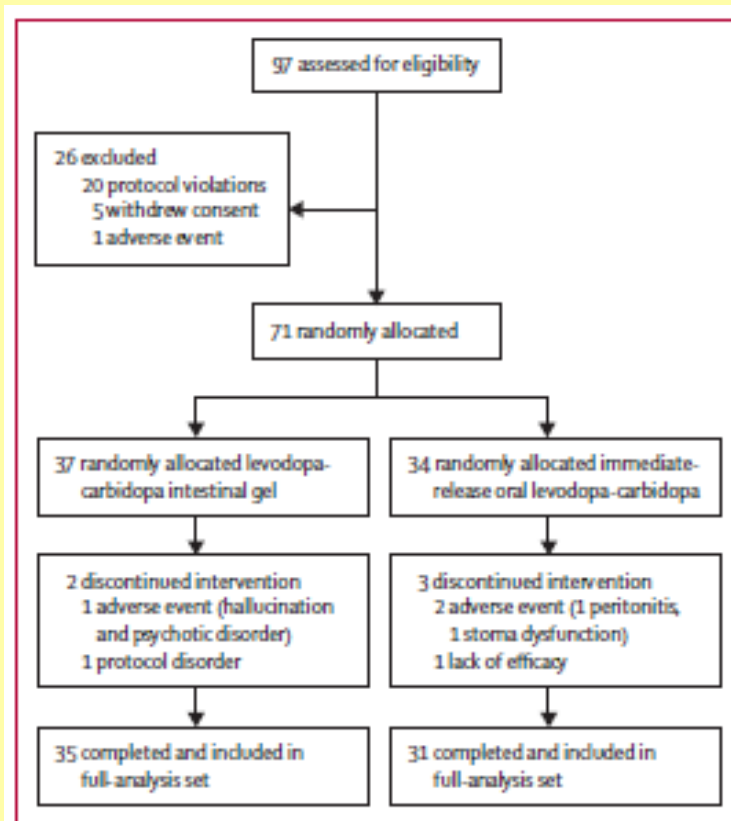 97 assessed for eligibility
26 excluded
20 protocol violations
5 withdrew consent
1 adverse event
71 randomly allocated
37 randomly allocated levodopa-
carbidopa intestinal gel
34 randomly allocated immediate-
release oral levodopa-carbidopa
2 discontinued intervention
1 adverse event (hallucination
and psychotic disorder)
1 protocol disorder
3 discontinued intervention
2 adverse event (1 peritonitis,
1 stoma dysfunction)
1 lack of efficacy
35 completed and included in
full-analysis set
31 completed and included in
full-analysis set